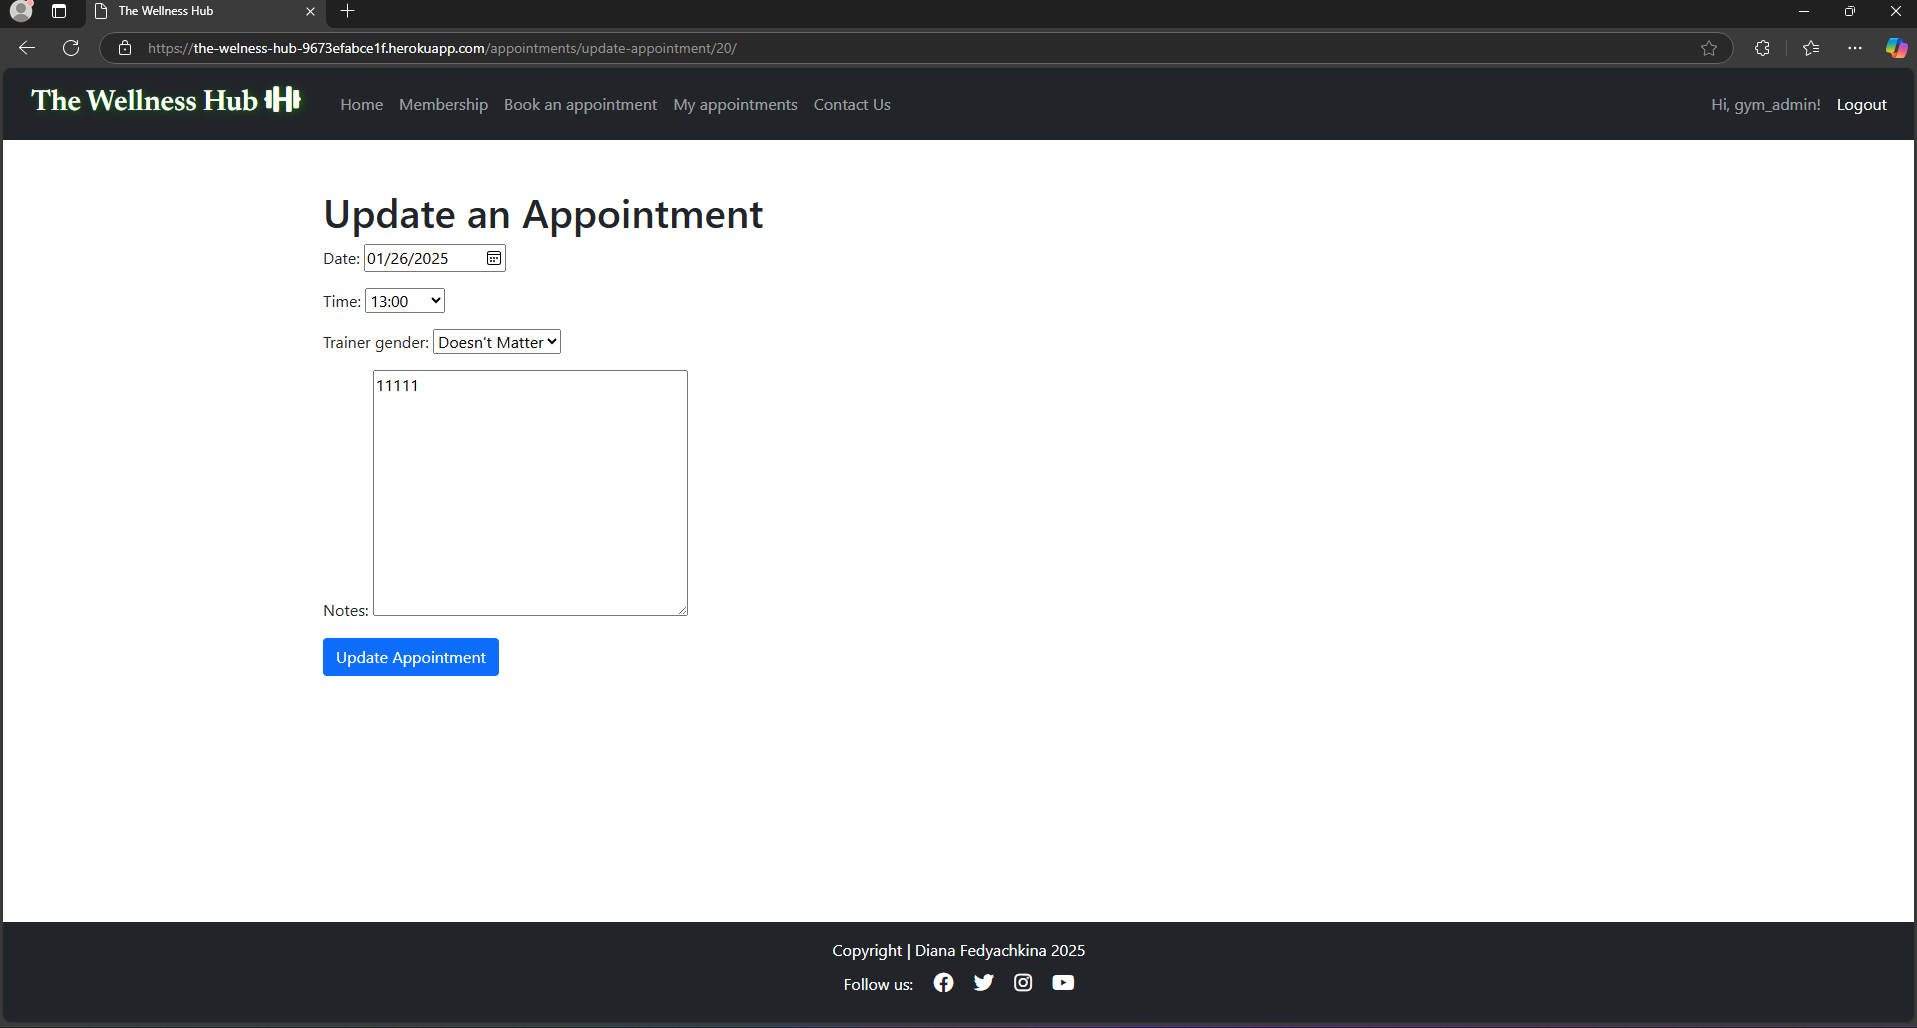 The Wellness Hub
https://the-welness-hub-9673efabce1f.herokuapp.com/appointments/update-appointment/20/
The Wellness Hub Home Membership Book an appointment My appointments Contact Us Hi, gym_admin! Logout
Update an Appointment
Date: 01/26/2025
Time: 13:00
Trainer gender: Doesn't Matter
11111
Notes:
Update Appointment
Copyright | Diana Fedyachkina 2025
Follow us: